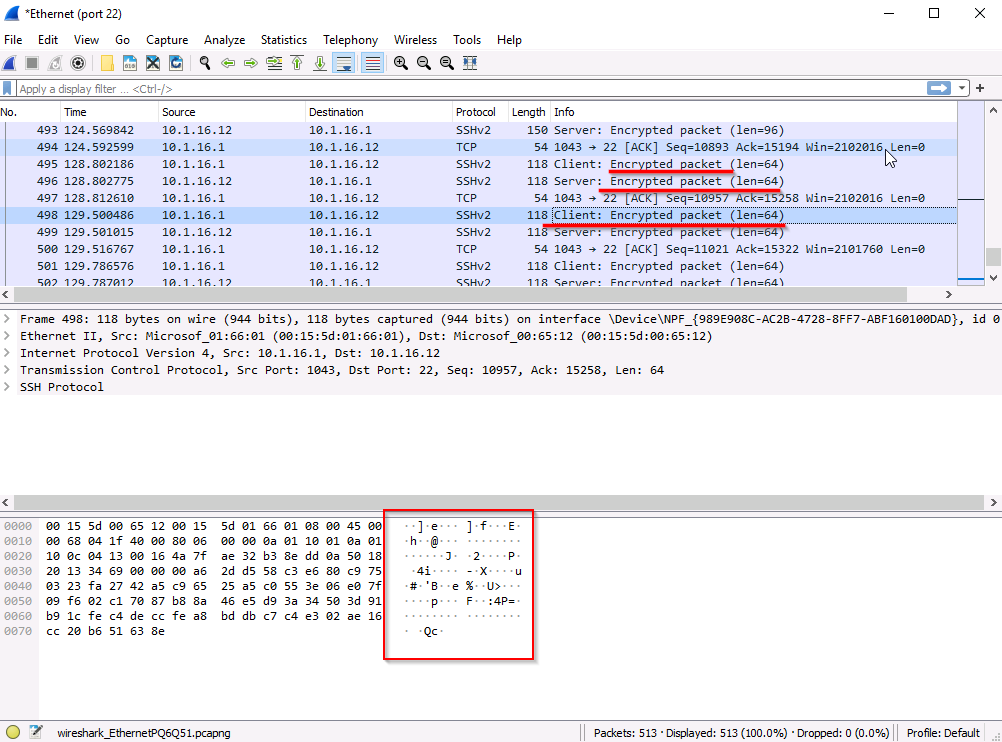 *Ethernet (port 22)
File Edit View Go Capture Analyze Statistics Telephony Wireless Tools Help
Apply a display filter ... <Ctrl-/>
No. Time Source Destination Protocol Length Info
493 124.569842 10.1.16.12 10.1.16.1 SSHv2 150 Server: Encrypted packet (len=96)
494 124.592599 10.1.16.1 10.1.16.12 TCP 54 1043 → 22 [ACK] Seq=10893 Ack=15194 Win=2102016 Len=0
495 128.802186 10.1.16.1 10.1.16.12 SSHv2 118 Client: Encrypted packet (len=64)
496 128.802775 10.1.16.12 10.1.16.1 SSHv2 118 Server: Encrypted packet (len=64)
497 128.812610 10.1.16.1 10.1.16.12 TCP 54 1043 → 22 [ACK] Seq=10957 Ack=15258 Win=2102016 Len=0
498 129.500486 10.1.16.1 10.1.16.12 SSHv2 118 Client: Encrypted packet (len=64)
499 129.501015 10.1.16.12 10.1.16.1 SSHv2 118 Server: Encrypted packet (len=64)
500 129.516767 10.1.16.1 10.1.16.12 TCP 54 1043 → 22 [ACK] Seq=11021 Ack=15322 Win=2101760 Len=0
501 129.786576 10.1.16.1 10.1.16.12 SSHv2 118 Client: Encrypted packet (len=64)
502 129.787012 10.1.16.12 10.1.16.1 SSHv2 118 Server: Encrypted packet (len=64)
Frame 498: 118 bytes on wire (944 bits), 118 bytes captured (944 bits) on interface \Device\NPF_{989E908C-AC2B-4728-8FF7-ABF160100DAD}, id 0
Ethernet II, Src: Microsof_01:66:01 (00:15:5d:01:66:01), Dst: Microsof_00:65:12 (00:15:5d:00:65:12)
Internet Protocol Version 4, Src: 10.1.16.1, Dst: 10.1.16.12
Transmission Control Protocol, Src Port: 1043, Dst Port: 22, Seq: 10957, Ack: 15258, Len: 64
SSH Protocol
0000 00 15 5d 00 65 12 00 15 5d 01 66 01 08 00 45 00 ··]·e··· ]·f···E·
0010 00 68 04 1f 40 00 80 06 00 00 0a 01 10 01 0a 01 ·h··@··· ········
0020 10 0c 04 13 00 16 4a 7f ae 32 b3 8e dd 0a 50 18 ······J· ·2····P·
0030 20 13 34 69 00 00 00 a6 2d d5 58 c3 e6 80 c9 75 ·4i···· -·X····u
0040 03 23 fa 27 42 a5 c9 65 25 a5 c0 55 3e 06 e0 7f ·#·'B··e %··U>···
0050 09 f6 02 c1 70 87 b8 8a 46 e5 d9 3a 34 50 3d 91 ····p··· F··:4P=·
0060 b9 1c fe c4 de cc fe a8 bd db c7 c4 e3 02 ae 16 ········ ········
0070 cc 20 b6 51 63 8e · ·Qc·
wireshark_EthernetPQ6Q51.pcapng Packets: 513 · Displayed: 513 (100.0%) · Dropped: 0 (0.0%) Profile: Default